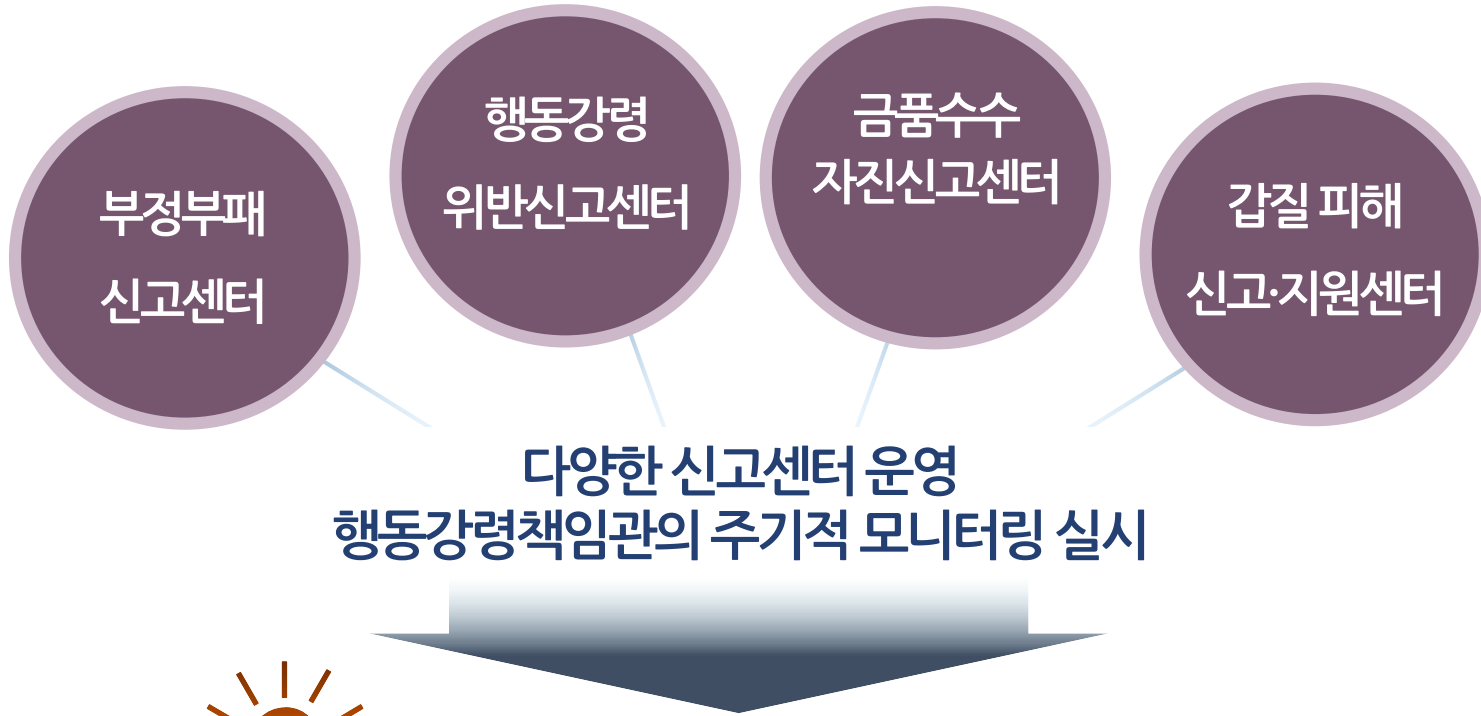 부정부패
신고센터
행동강령
위반신고센터
금품수수
자진신고센터
갑질 피해
신고·지원센터
다양한 신고센터 운영
행동강령책임관의 주기적 모니터링 실시